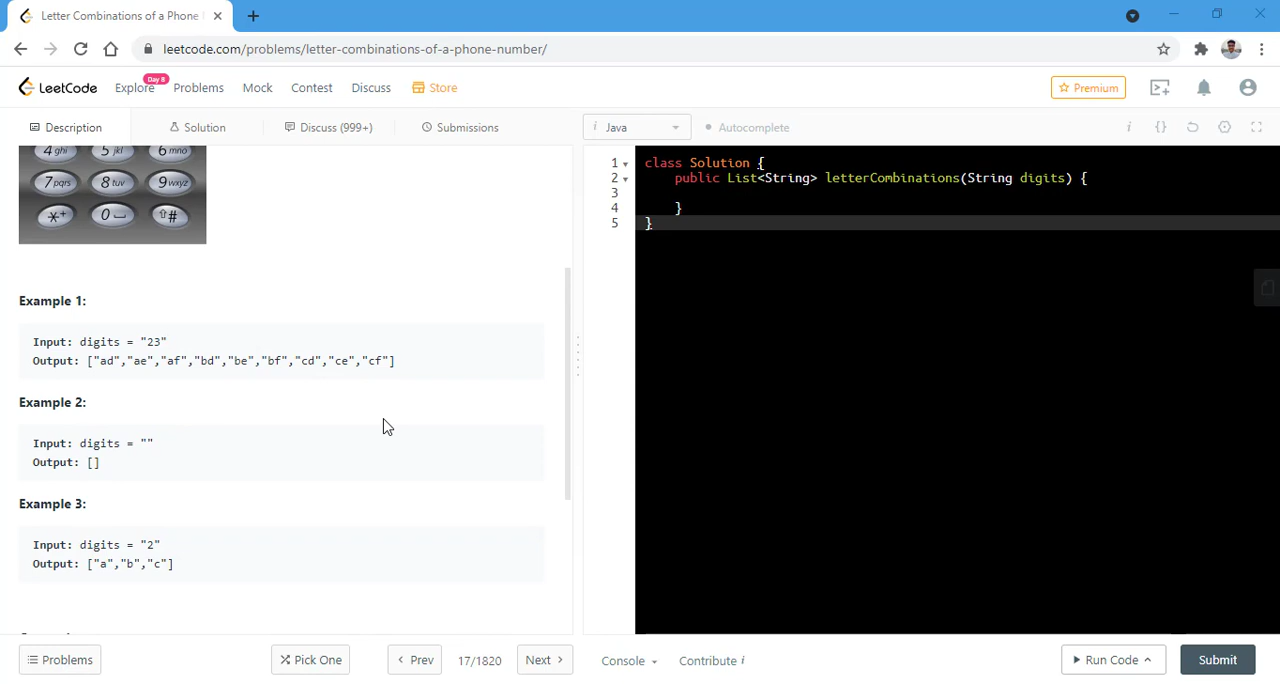 Letter Combinations of a Phone
leetcode.com/problems/letter-combinations-of-a-phone-number/
LeetCode Explore Day 8 Problems Mock Contest Discuss Store Premium
Description Solution Discuss (999+) Submissions
i Java Autocomplete
4 ghi 5 jkl 6 mno
7 pqrs 8 tuv 9 wxyz
+ 0 #
Example 1:
Input: digits = "23"
Output: ["ad","ae","af","bd","be","bf","cd","ce","cf"]
Example 2:
Input: digits = ""
Output: []
Example 3:
Input: digits = "2"
Output: ["a","b","c"]
1 class Solution {
2 public List<String> letterCombinations(String digits) {
3
4 }
5 }
Problems Pick One Prev 17/1820 Next Console Contribute i Run Code Submit